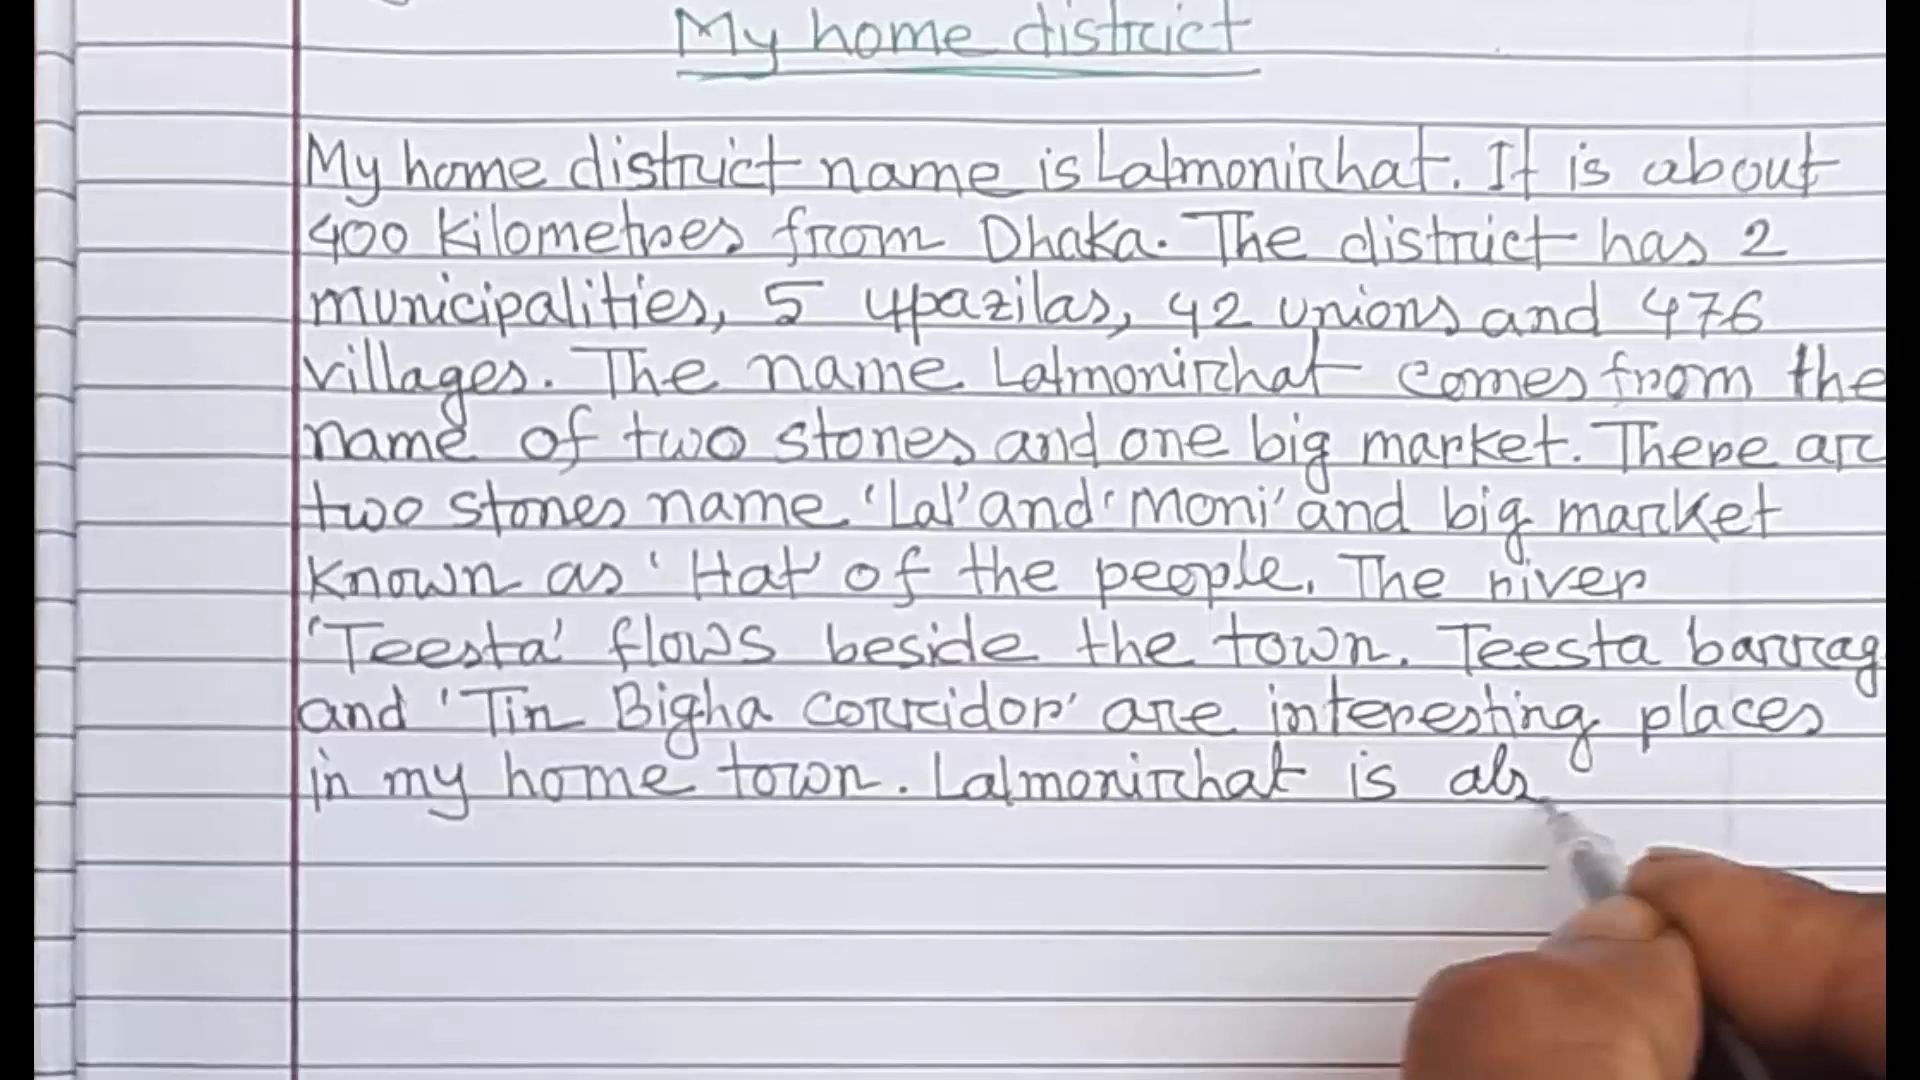 My home district
My home district name is Lalmonirhat. It is about
400 kilometres from Dhaka. The district has 2
municipalities, 5 upazilas, 42 unions and 476
villages. The name Lalmonirhat comes from the
name of two stones and one big market. There are
two stones name 'Lal' and 'Moni' and big market
known as 'Hat' of the people. The river
'Teesta' flows beside the town. Teesta barrag
and 'Tin Bigha corridor' are interesting places
in my home town. Lalmonirhat is als